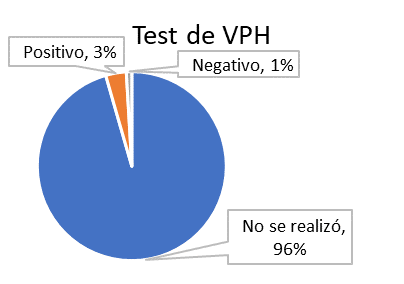 Test de VPH
Positivo, 3%
Negativo, 1%
No se realizó,
96%